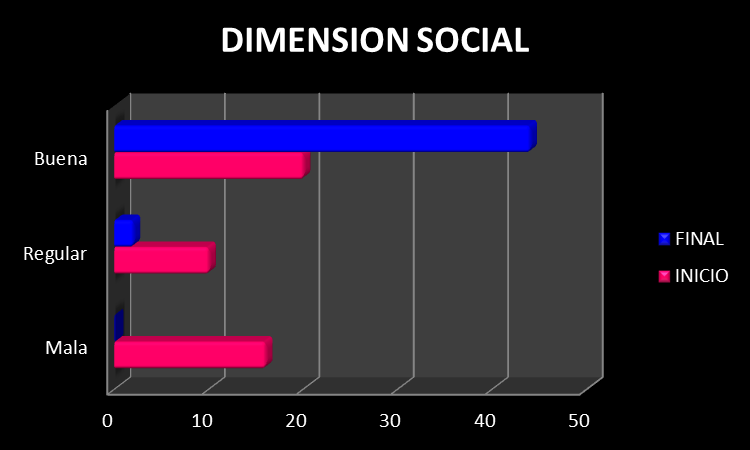 DIMENSION SOCIAL
Buena
Regular
Mala
0 10 20 30 40 50
FINAL
INICIO